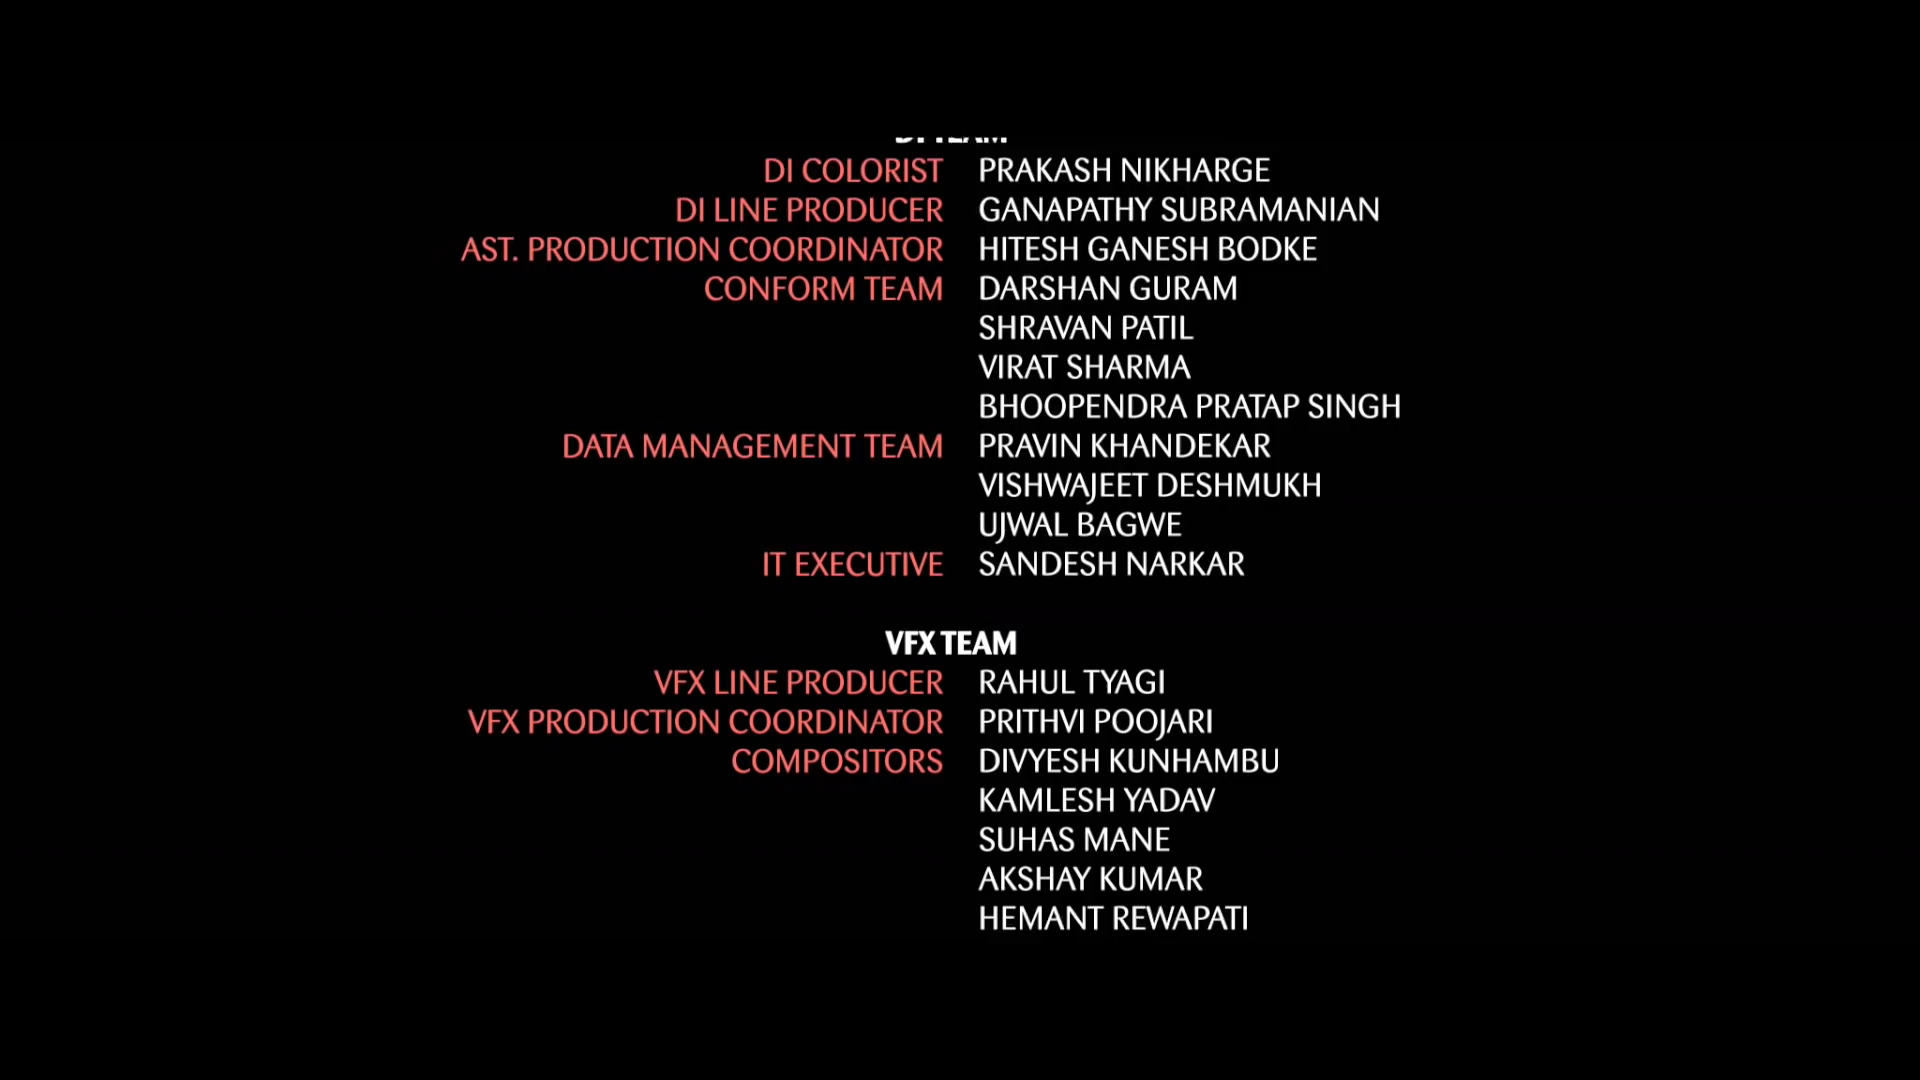 DI TEAM
DI COLORIST PRAKASH NIKHARGE
DI LINE PRODUCER GANAPATHY SUBRAMANIAN
AST. PRODUCTION COORDINATOR HITESH GANESH BODKE
CONFORM TEAM DARSHAN GURAM
SHRAVAN PATIL
VIRAT SHARMA
BHOOPENDRA PRATAP SINGH
DATA MANAGEMENT TEAM PRAVIN KHANDEKAR
VISHWAJEET DESHMUKH
UJWAL BAGWE
IT EXECUTIVE SANDESH NARKAR
VFX TEAM
VFX LINE PRODUCER RAHUL TYAGI
VFX PRODUCTION COORDINATOR PRITHVI POOJARI
COMPOSITORS DIVYESH KUNHAMBU
KAMLESH YADAV
SUHAS MANE
AKSHAY KUMAR
HEMANT REWAPATI